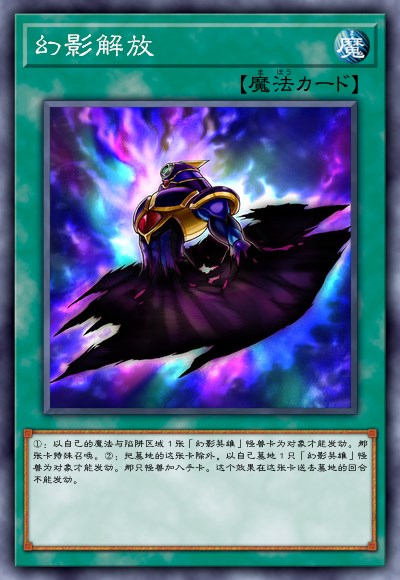 幻影解放
魔
【魔法カード】
まほう
①：以自己的魔法与陷阱区域1张「幻影英雄」怪兽卡为对象才能发动。那
张卡特殊召唤。②：把墓地的这张卡除外，以自己墓地1只「幻影英雄」怪
兽为对象才能发动。那只怪兽加入手卡。这个效果在这张卡送去墓地的回合
不能发动。